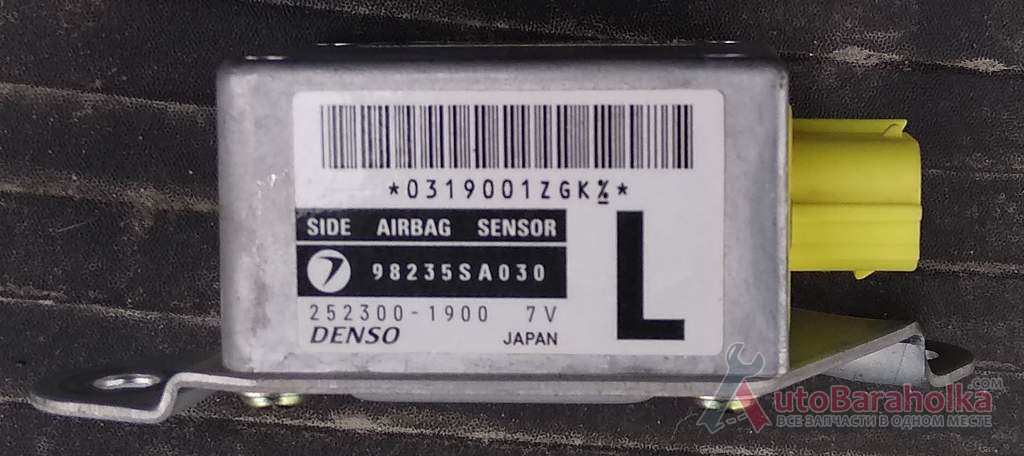 *0319001ZGK%*
SIDE AIRBAG SENSOR
98235SA030
252300-1900 7V
DENSO JAPAN
L
AutoBaraholka.COM
ВСЕ ЗАПЧАСТИ В ОДНОМ МЕСТЕ